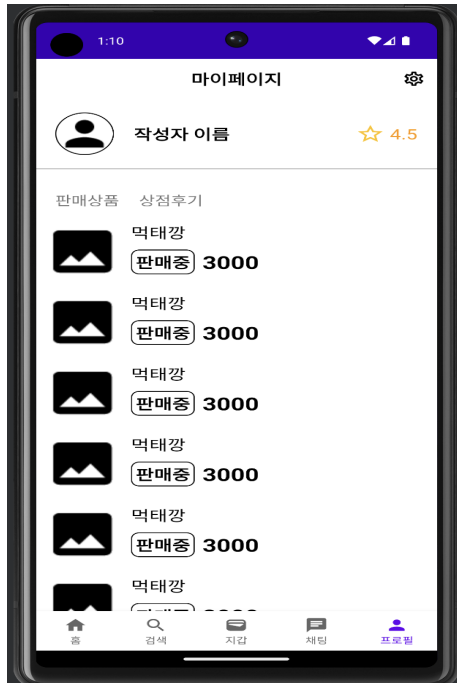 1:10
마이페이지
작성자 이름 4.5
판매상품 상점후기
먹태깡
판매중 3000
먹태깡
판매중 3000
먹태깡
판매중 3000
먹태깡
판매중 3000
먹태깡
판매중 3000
먹태깡
홈 검색 지갑 채팅 프로필